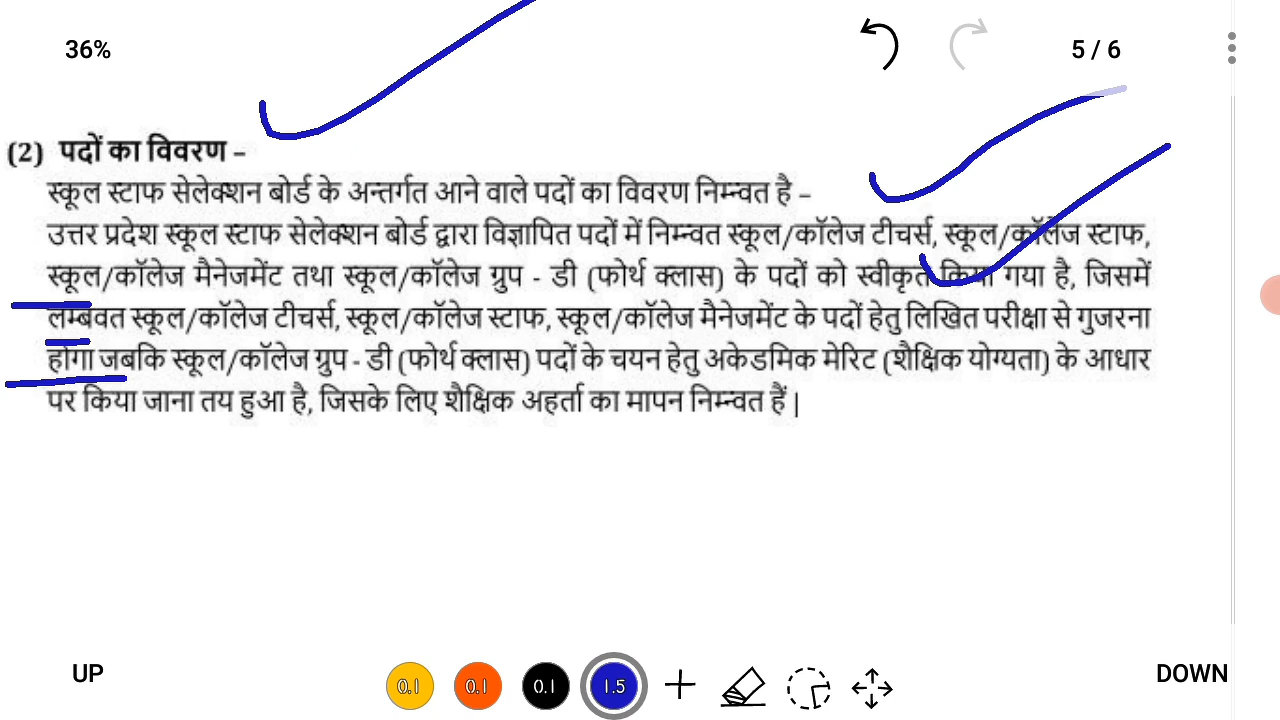 36%
5 / 6
(2) पदों का विवरण –
स्कूल स्टाफ सेलेक्शन बोर्ड के अन्तर्गत आने वाले पदों का विवरण निम्न्वत है –
उत्तर प्रदेश स्कूल स्टाफ सेलेक्शन बोर्ड द्वारा विज्ञापित पदों में निम्न्वत स्कूल/कॉलेज टीचर्स, स्कूल/कॉलेज स्टाफ,
स्कूल/कॉलेज मैनेजमेंट तथा स्कूल/कॉलेज ग्रुप - डी (फोर्थ क्लास) के पदों को स्वीकृत किया गया है, जिसमें
लम्बवत स्कूल/कॉलेज टीचर्स, स्कूल/कॉलेज स्टाफ, स्कूल/कॉलेज मैनेजमेंट के पदों हेतु लिखित परीक्षा से गुजरना
होगा जबकि स्कूल/कॉलेज ग्रुप - डी (फोर्थ क्लास) पदों के चयन हेतु अकेडमिक मेरिट (शैक्षिक योग्यता) के आधार
पर किया जाना तय हुआ है, जिसके लिए शैक्षिक अहर्ता का मापन निम्न्वत हैं |
UP
0.1
0.1
0.1
1.5
DOWN